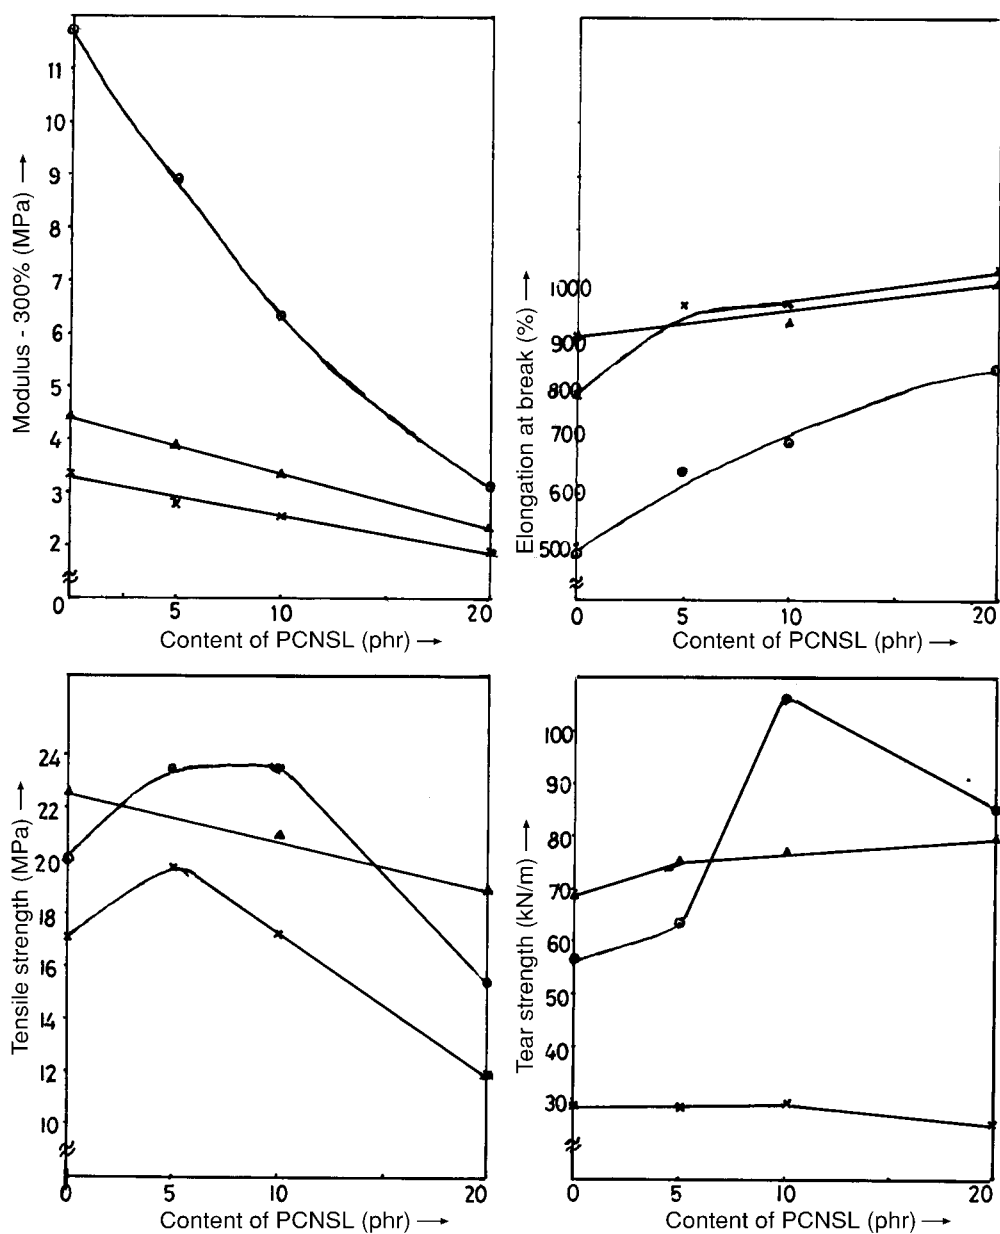 Modulus - 300% (MPa) →
11
10
9
8
7
6
5
4
3
2
0
0 5 10 20
Content of PCNSL (phr) →
Elongation at break (%) →
1000
900
800
700
600
500
0 5 10 20
Content of PCNSL (phr) →
Tensile strength (MPa) →
24
22
20
18
16
14
12
10
0 5 10 20
Content of PCNSL (phr) →
Tear strength (kN/m) →
100
90
80
70
60
50
40
30
0 5 10 20
Content of PCNSL (phr) →